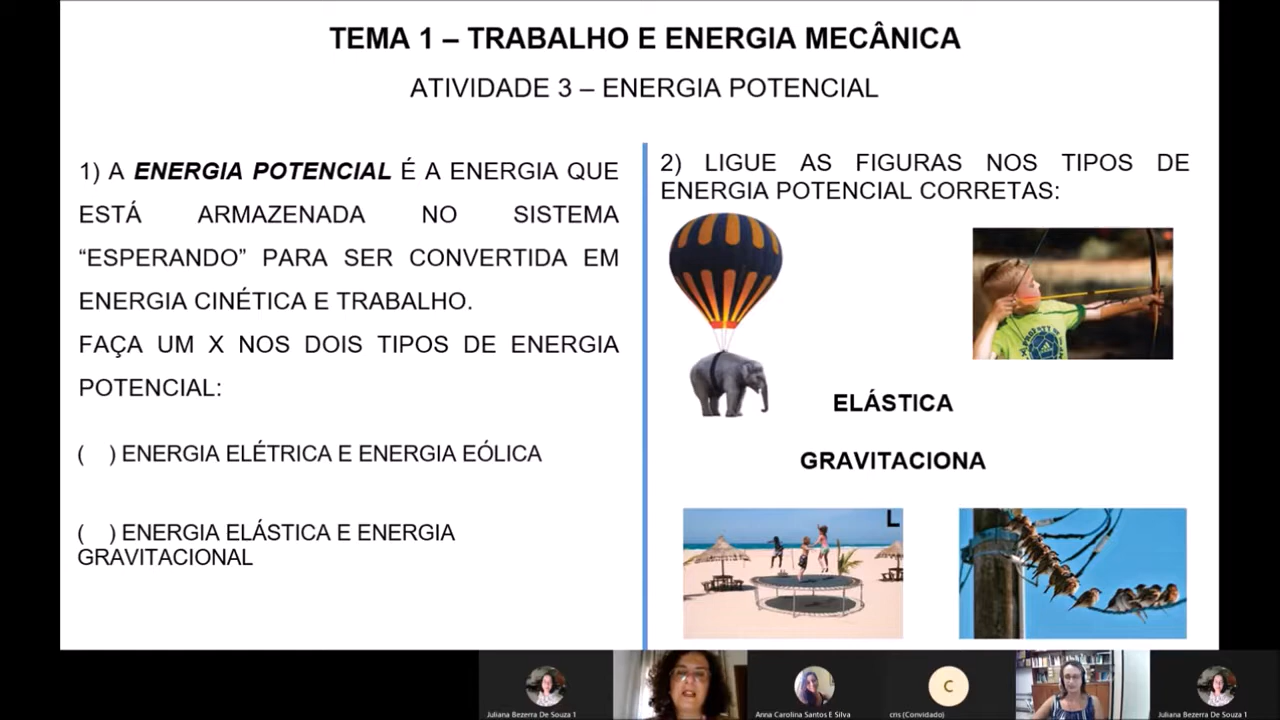 TEMA 1 – TRABALHO E ENERGIA MECÂNICA
ATIVIDADE 3 – ENERGIA POTENCIAL
1) A ENERGIA POTENCIAL É A ENERGIA QUE
ESTÁ ARMAZENADA NO SISTEMA
“ESPERANDO” PARA SER CONVERTIDA EM
ENERGIA CINÉTICA E TRABALHO.
FAÇA UM X NOS DOIS TIPOS DE ENERGIA
POTENCIAL:
( ) ENERGIA ELÉTRICA E ENERGIA EÓLICA
( ) ENERGIA ELÁSTICA E ENERGIA
GRAVITACIONAL
2) LIGUE AS FIGURAS NOS TIPOS DE
ENERGIA POTENCIAL CORRETAS:
ELÁSTICA
GRAVITACIONA
L
Juliana Bezerra De Souza 1
Anna Carolina Santos E Silva
C
cris (Convidado)
Juliana Bezerra De Souza 1